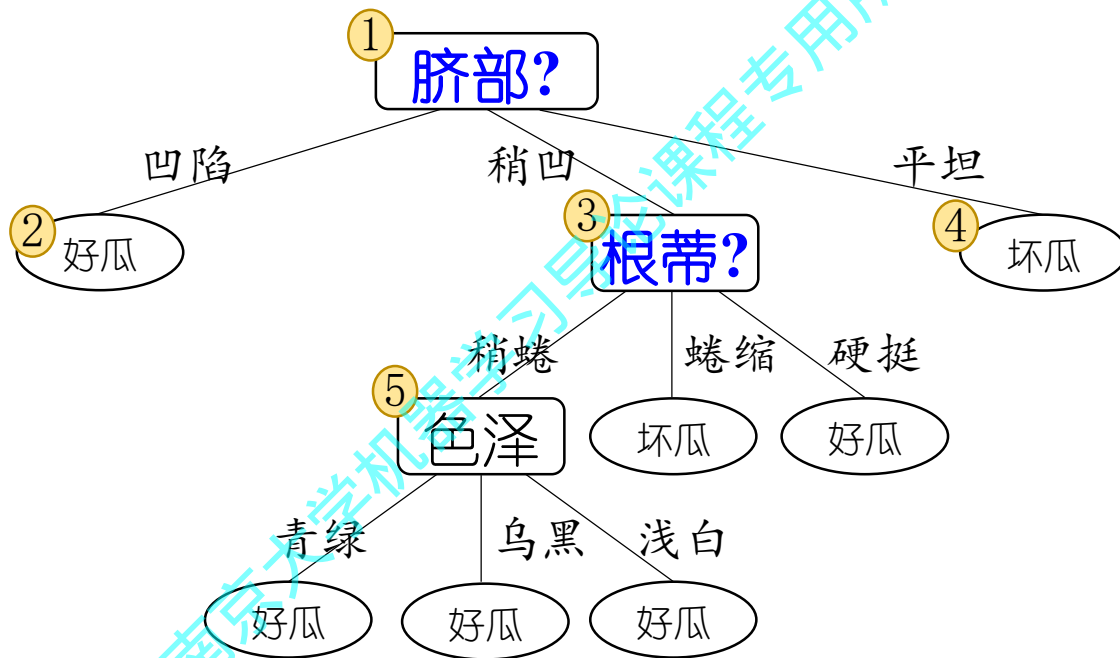 ①
脐部?
凹陷
稍凹
平坦
②
好瓜
③
根蒂?
④
坏瓜
稍蜷
蜷缩
硬挺
⑤
色泽
坏瓜
好瓜
青绿
乌黑
浅白
好瓜
好瓜
好瓜
南京大学机器学习导论课程专用